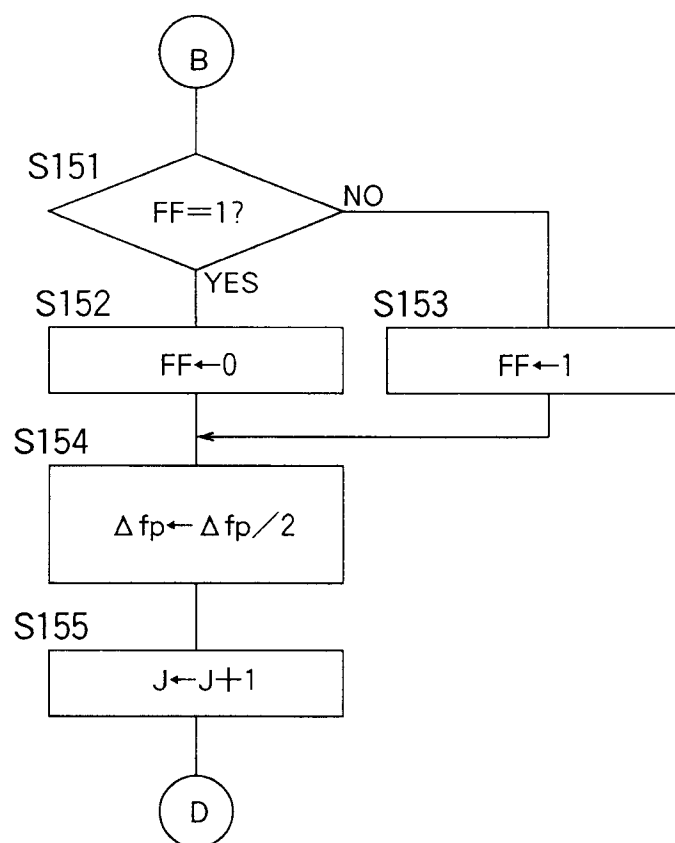 B
S151
FF=1?
NO
YES
S152
FF←0
S153
FF←1
S154
Δfp←Δfp/2
S155
J←J+1
D